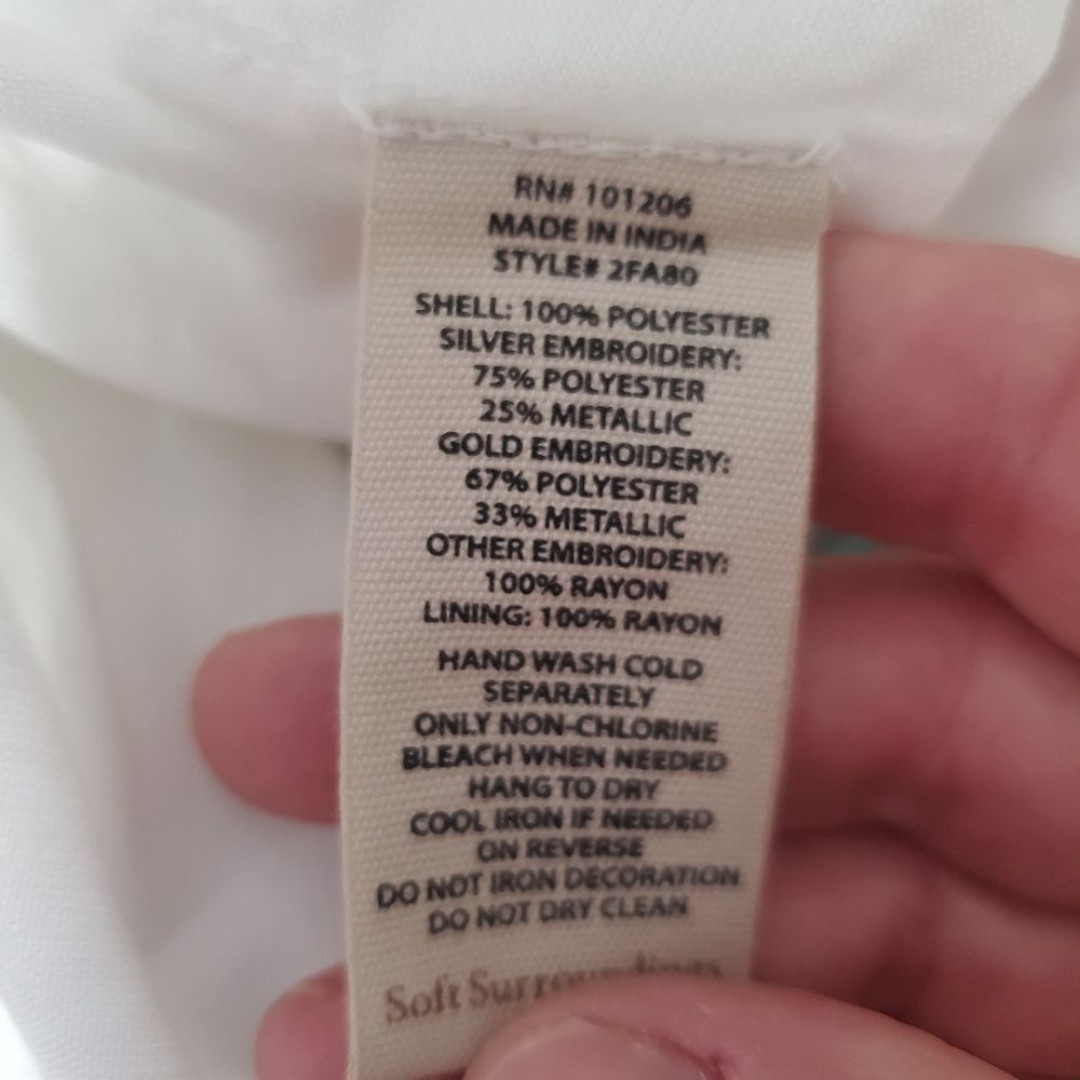 RN# 101206
MADE IN INDIA
STYLE# 2FA80
SHELL: 100% POLYESTER
SILVER EMBROIDERY:
75% POLYESTER
25% METALLIC
GOLD EMBROIDERY:
67% POLYESTER
33% METALLIC
OTHER EMBROIDERY:
100% RAYON
LINING: 100% RAYON
HAND WASH COLD
SEPARATELY
ONLY NON-CHLORINE
BLEACH WHEN NEEDED
HANG TO DRY
COOL IRON IF NEEDED
ON REVERSE
DO NOT IRON DECORATION
DO NOT DRY CLEAN
Soft Surroundings